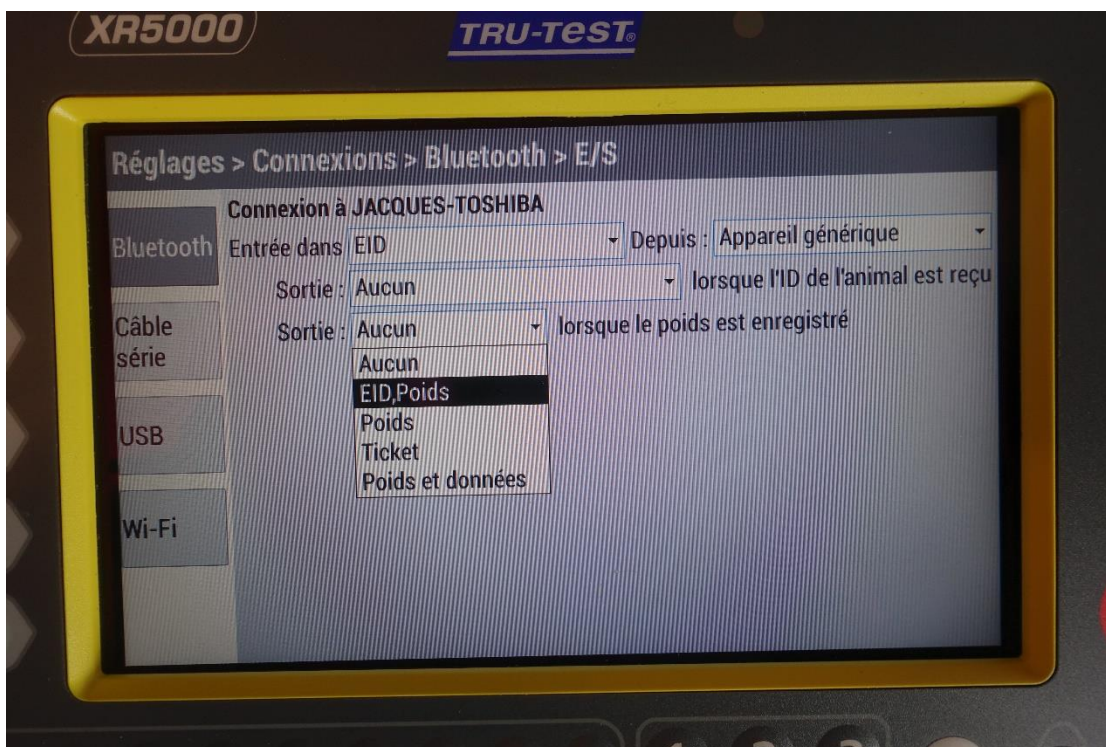 XR5000
TRU-TEST®
Réglages > Connexions > Bluetooth > E/S
Connexion à JACQUES-TOSHIBA
Bluetooth
Entrée dans EID
Depuis : Appareil générique
Sortie : Aucun
lorsque l'ID de l'animal est reçu
Câble
série
Sortie : Aucun
lorsque le poids est enregistré
Aucun
EID,Poids
Poids
Ticket
Poids et données
USB
Wi-Fi